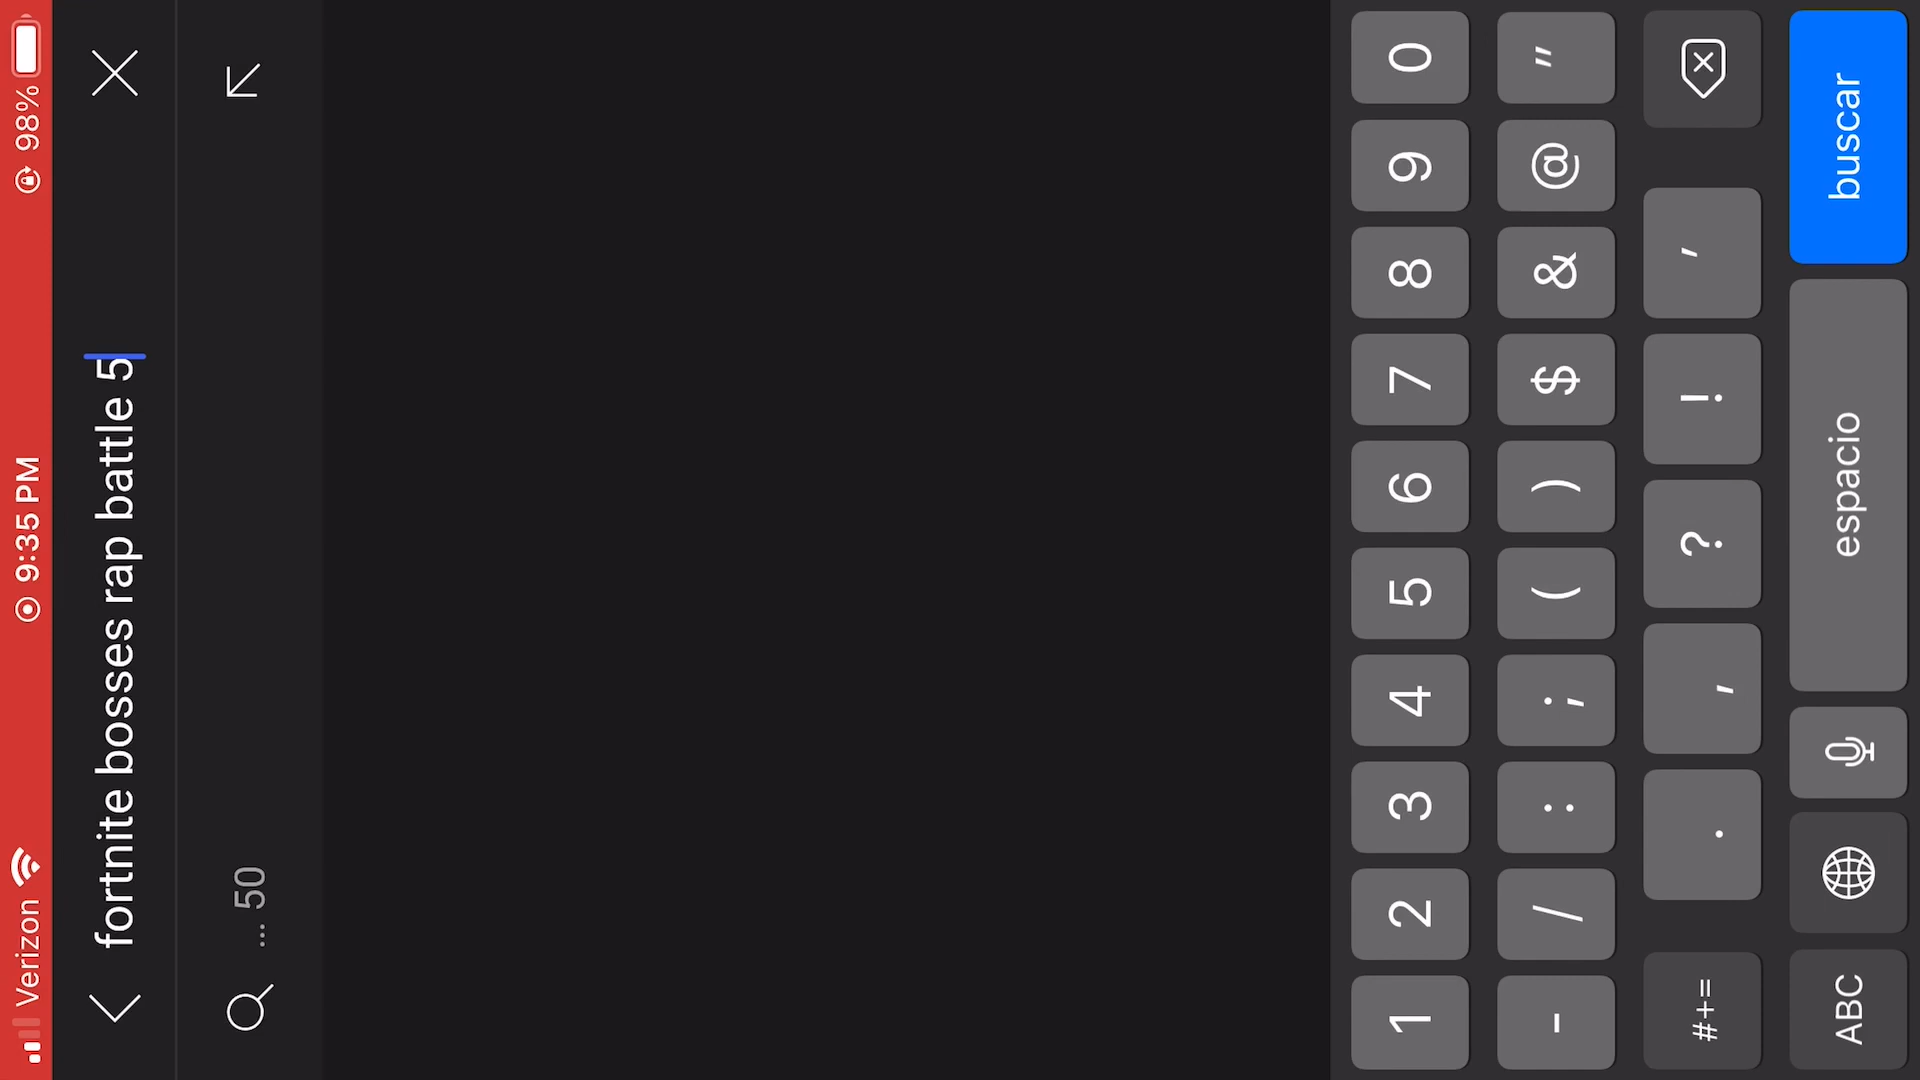 Verizon 9:35 PM 98%
fortnite bosses rap battle 5
... 50
1 2 3 4 5 6 7 8 9 0
- / : ; ( ) $ & @ "
#+= . , ? ! '
ABC espacio buscar